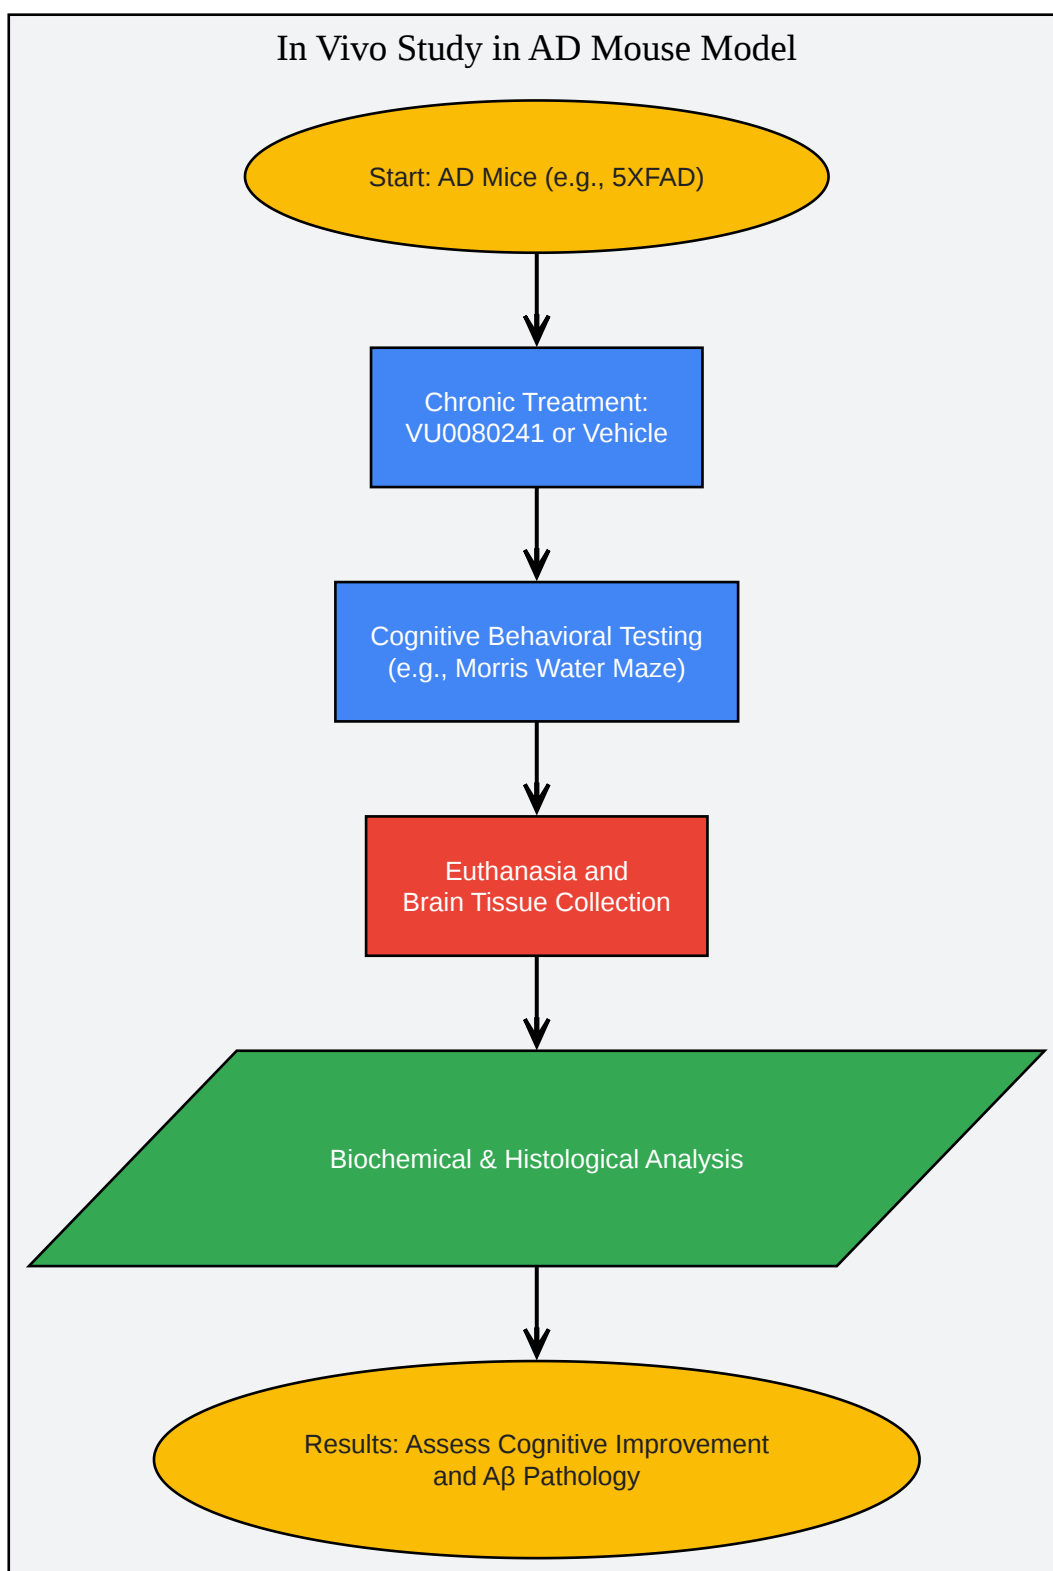 In Vivo Study in AD Mouse Model
Start: AD Mice (e.g., 5XFAD)
Chronic Treatment:
VU0080241 or Vehicle
Cognitive Behavioral Testing
(e.g., Morris Water Maze)
Euthanasia and
Brain Tissue Collection
Biochemical & Histological Analysis
Results: Assess Cognitive Improvement
and Aβ Pathology